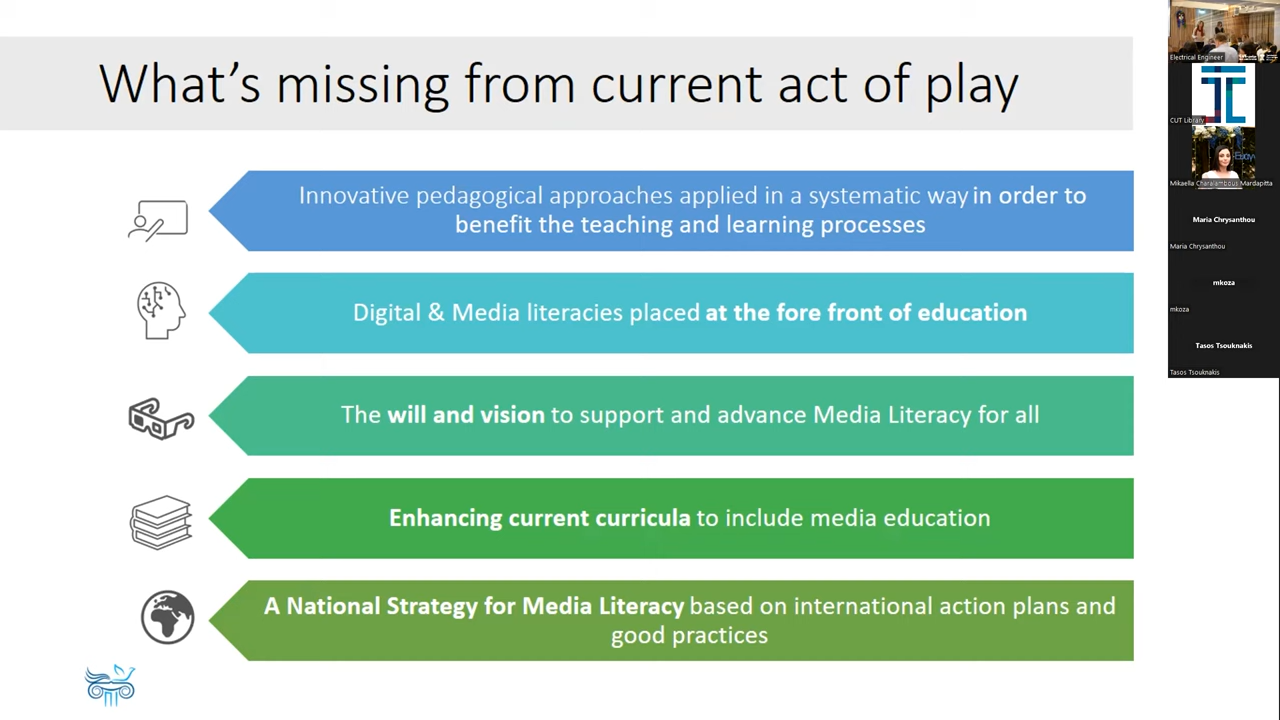 What's missing from current act of play
Innovative pedagogical approaches applied in a systematic way in order to
benefit the teaching and learning processes
Digital & Media literacies placed at the fore front of education
The will and vision to support and advance Media Literacy for all
Enhancing current curricula to include media education
A National Strategy for Media Literacy based on international action plans and
good practices
Electrical Engineer
CUT Library
Mikaella Charalambous Mardapitta
Maria Chrysanthou
Maria Chrysanthou
mkoza
mkoza
Tasos Tsouknakis
Tasos Tsouknakis